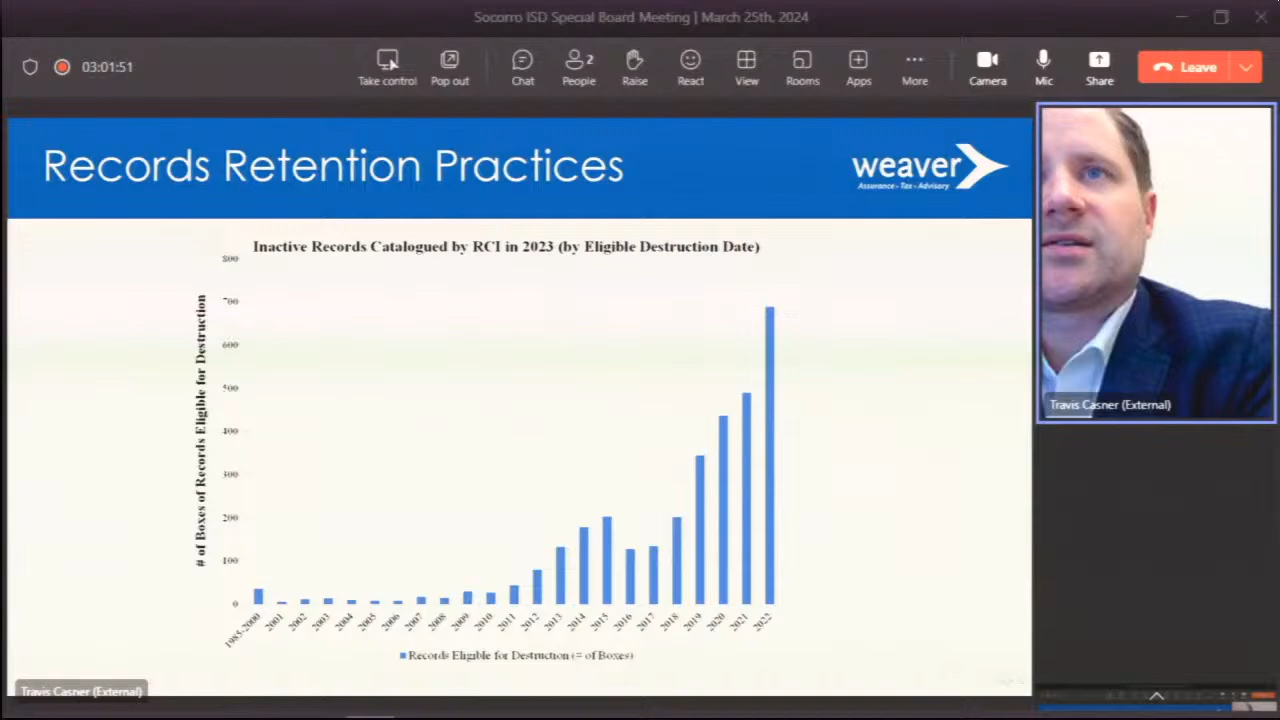 Socorro ISD Special Board Meeting | March 25th, 2024
03:01:51
Take control
Pop out
Chat
2
People
Raise
React
View
Rooms
Apps
More
Camera
Mic
Share
Leave
Records Retention Practices
weaver
Assurance • Tax • Advisory
Inactive Records Catalogued by RCI in 2023 (by Eligible Destruction Date)
# of Boxes of Records Eligible for Destruction
800
700
600
500
400
300
200
100
0
1985-2000
2001
2002
2003
2004
2005
2006
2007
2008
2009
2010
2011
2012
2013
2014
2015
2016
2017
2018
2019
2020
2021
2022
Records Eligible for Destruction (# of Boxes)
Travis Casner (External)
Travis Casner (External)